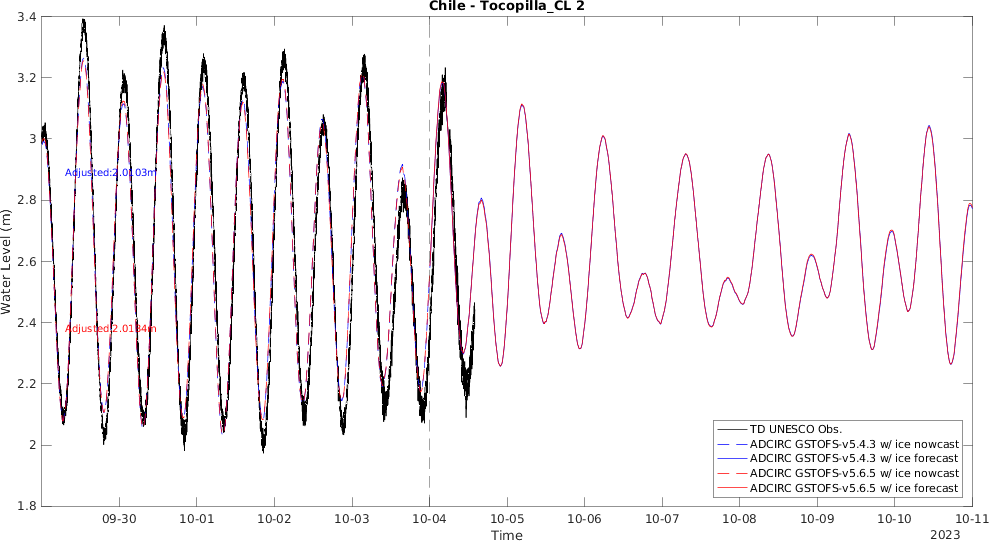 Chile - Tocopilla_CL 2
3.4
3.2
3
2.8
2.6
2.4
2.2
2
1.8
Water Level (m)
Adjusted:2.0103m
Adjusted:2.0184m
TD UNESCO Obs.
ADCIRC GSTOFS-v5.4.3 w/ ice nowcast
ADCIRC GSTOFS-v5.4.3 w/ ice forecast
ADCIRC GSTOFS-v5.6.5 w/ ice nowcast
ADCIRC GSTOFS-v5.6.5 w/ ice forecast
09-30 10-01 10-02 10-03 10-04 10-05 10-06 10-07 10-08 10-09 10-10 10-11
Time
2023